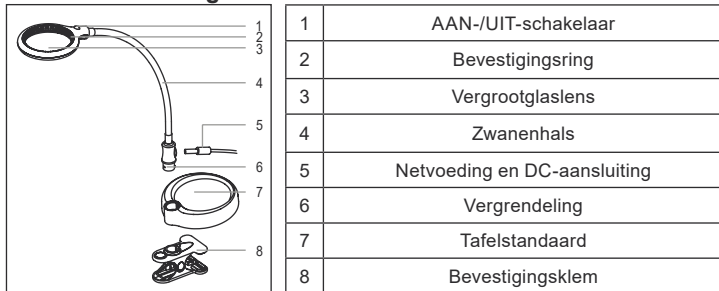 1
2
3
4
5
6
7
8
1 AAN-/UIT-schakelaar
2 Bevestigingsring
3 Vergrootglaslens
4 Zwanenhals
5 Netvoeding en DC-aansluiting
6 Vergrendeling
7 Tafelstandaard
8 Bevestigingsklem